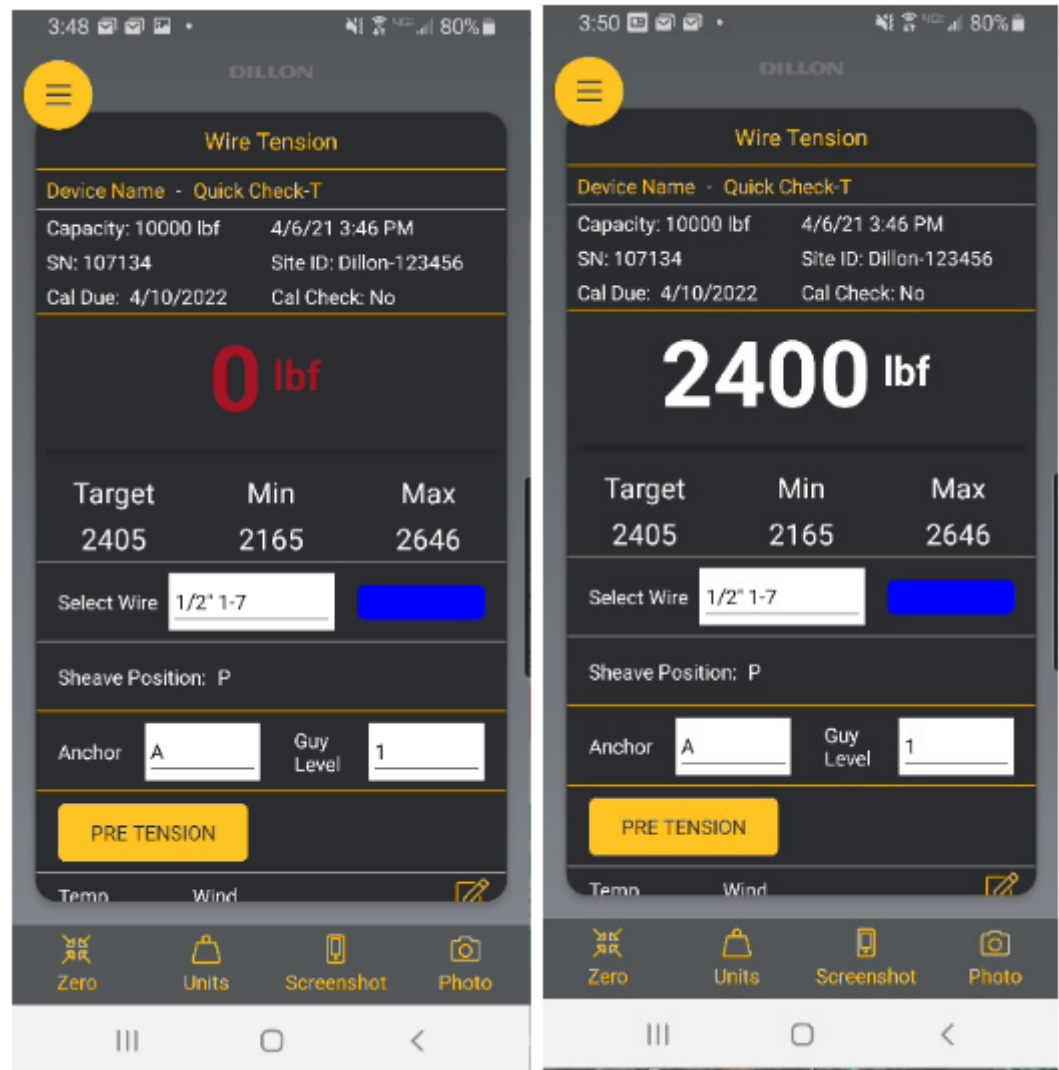 3:48 80%
DILLON
Wire Tension
Device Name - Quick Check-T
Capacity: 10000 lbf 4/6/21 3:46 PM
SN: 107134 Site ID: Dillon-123456
Cal Due: 4/10/2022 Cal Check: No
0 lbf
Target Min Max
2405 2165 2646
Select Wire 1/2" 1-7
Sheave Position: P
Anchor A Guy Level 1
PRE TENSION
Temp Wind
Zero Units Screenshot Photo
3:50 80%
DILLON
Wire Tension
Device Name - Quick Check-T
Capacity: 10000 lbf 4/6/21 3:46 PM
SN: 107134 Site ID: Dillon-123456
Cal Due: 4/10/2022 Cal Check: No
2400 lbf
Target Min Max
2405 2165 2646
Select Wire 1/2" 1-7
Sheave Position: P
Anchor A Guy Level 1
PRE TENSION
Temp Wind
Zero Units Screenshot Photo